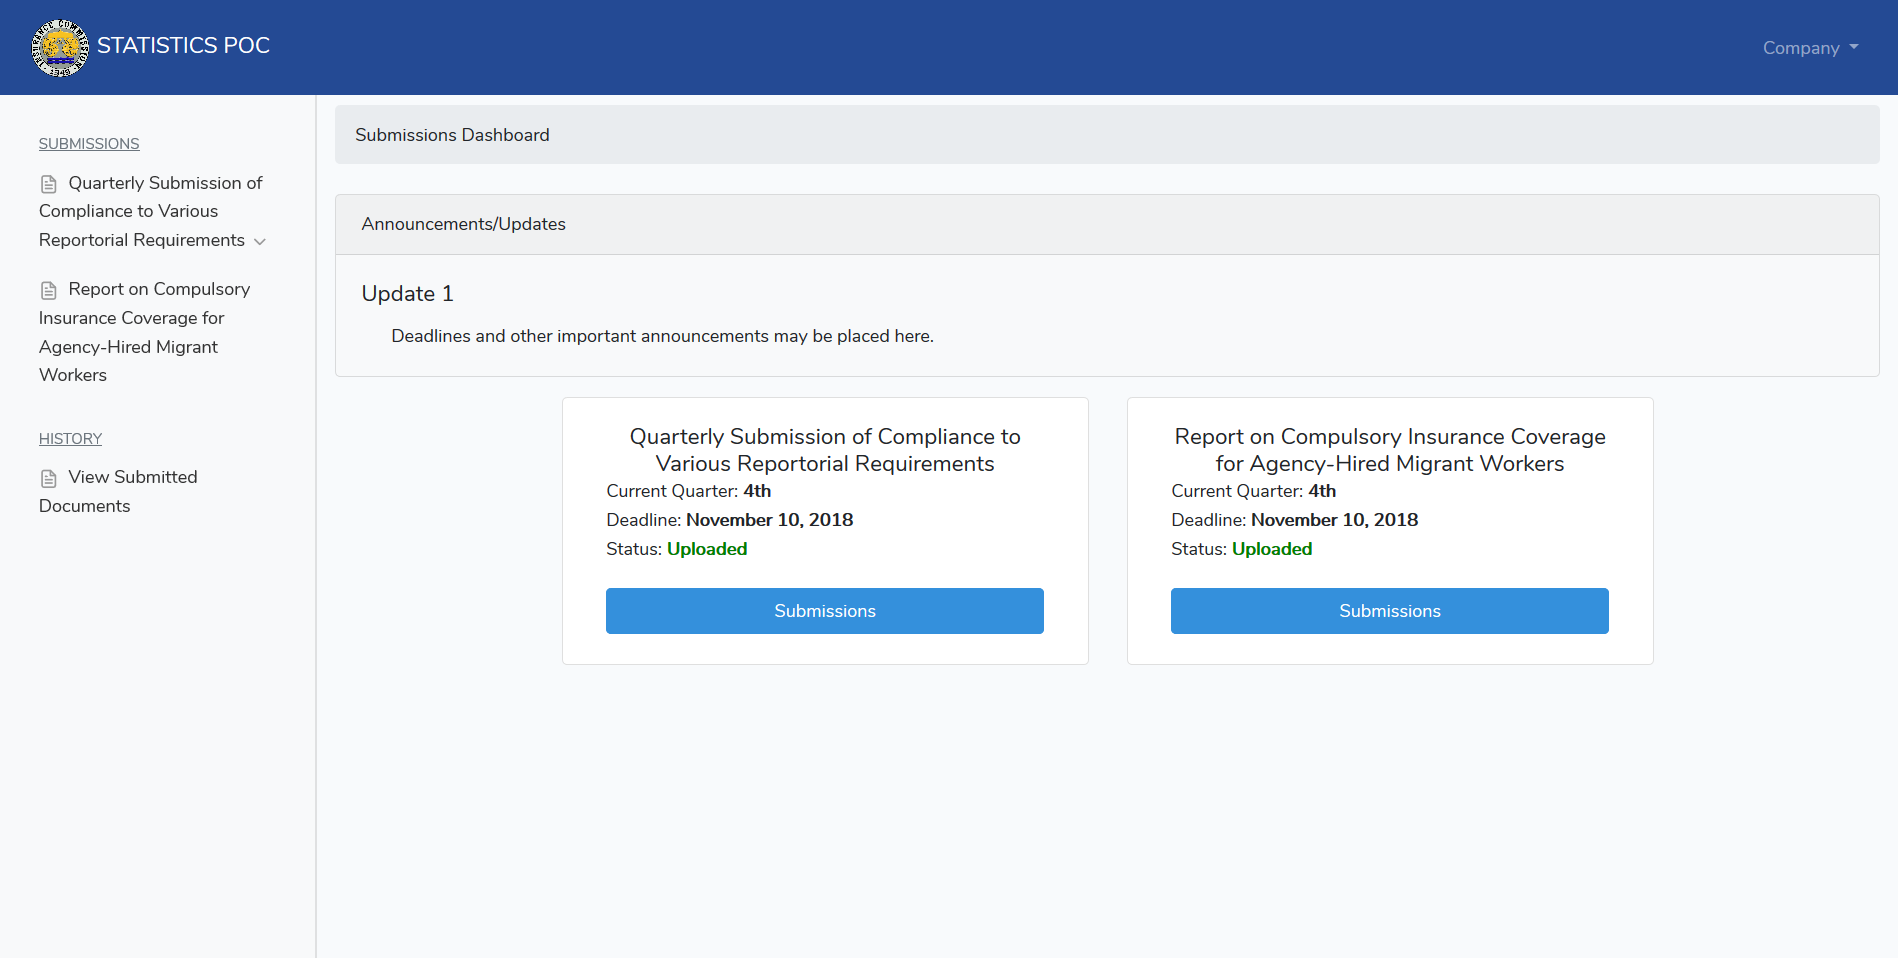 STATISTICS POC
Company
SUBMISSIONS
Quarterly Submission of
Compliance to Various
Reportorial Requirements
Report on Compulsory
Insurance Coverage for
Agency-Hired Migrant
Workers
HISTORY
View Submitted
Documents
Submissions Dashboard
Announcements/Updates
Update 1
Deadlines and other important announcements may be placed here.
Quarterly Submission of Compliance to
Various Reportorial Requirements
Current Quarter: 4th
Deadline: November 10, 2018
Status: Uploaded
Submissions
Report on Compulsory Insurance Coverage
for Agency-Hired Migrant Workers
Current Quarter: 4th
Deadline: November 10, 2018
Status: Uploaded
Submissions